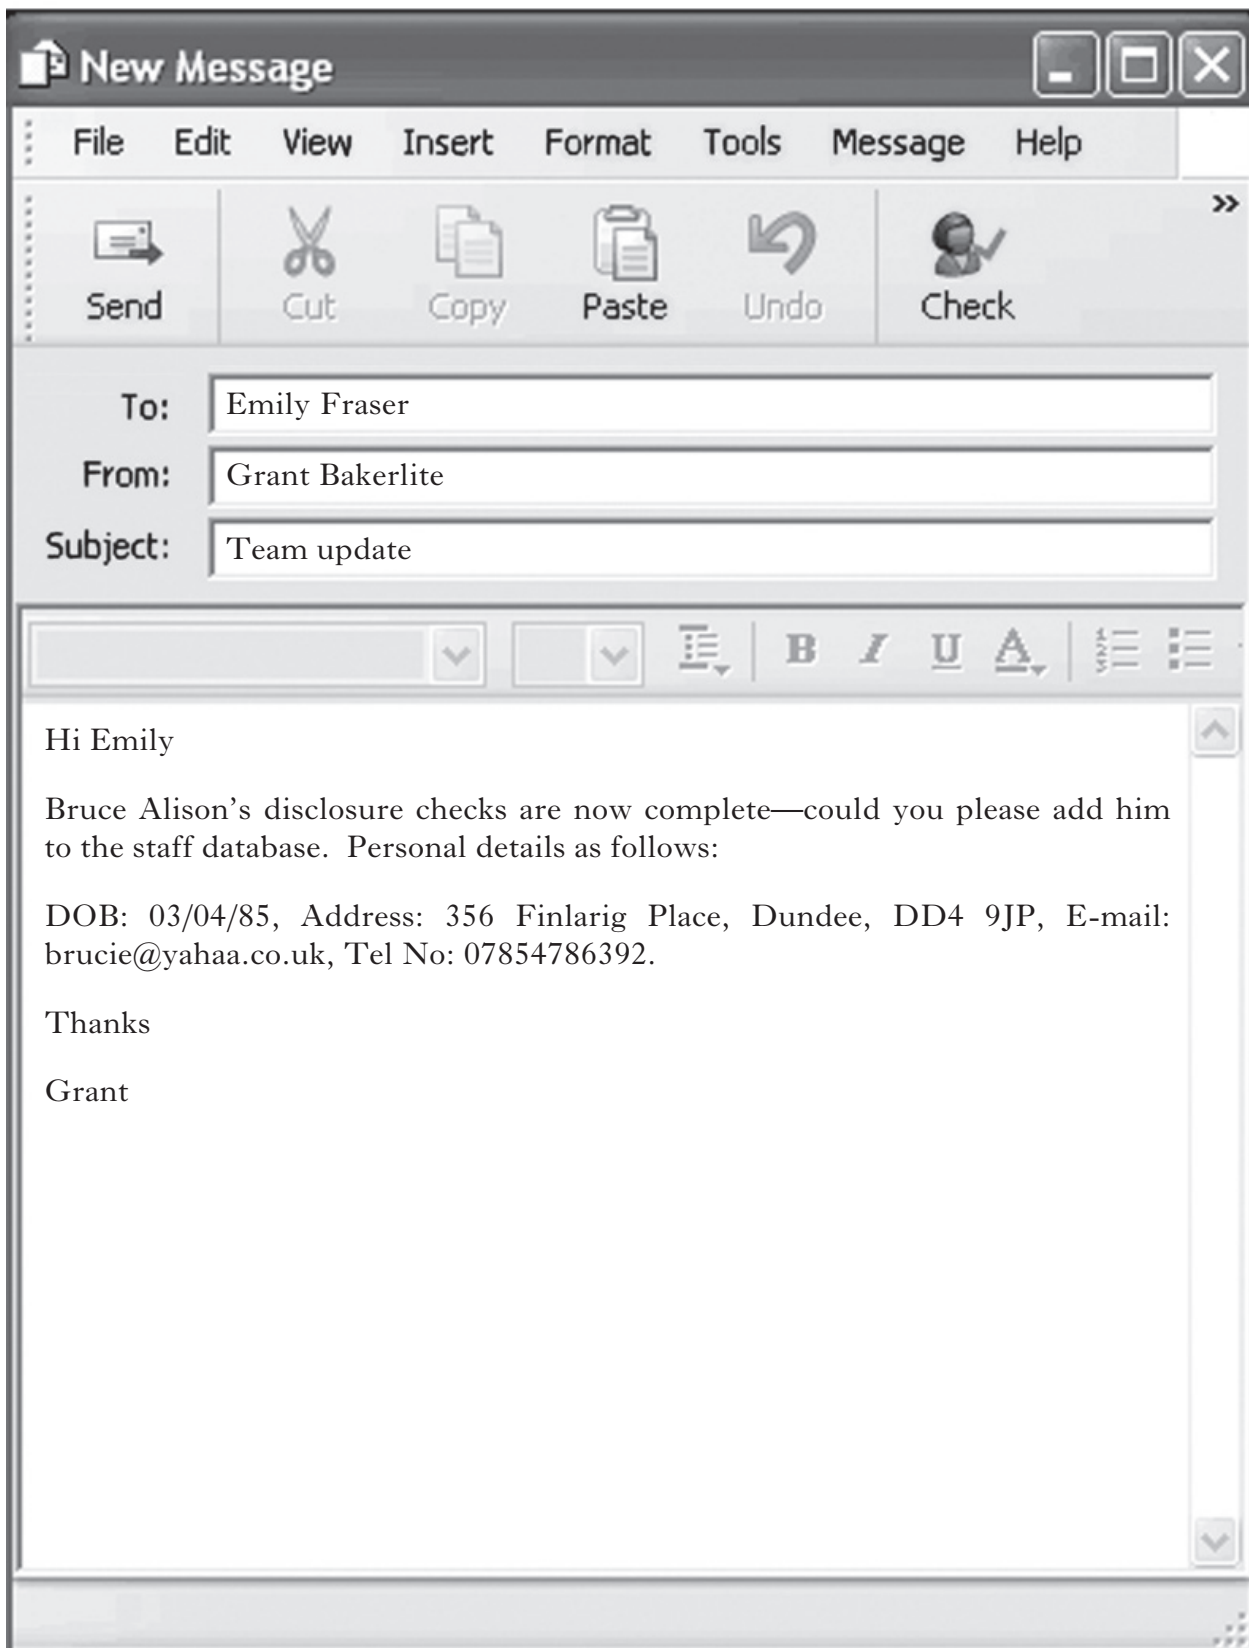 New Message
File Edit View Insert Format Tools Message Help
Send Cut Copy Paste Undo Check
To: Emily Fraser
From: Grant Bakerlite
Subject: Team update
B I U A
Hi Emily
Bruce Alison's disclosure checks are now complete—could you please add him
to the staff database. Personal details as follows:
DOB: 03/04/85, Address: 356 Finlarig Place, Dundee, DD4 9JP, E-mail:
brucie@yahaa.co.uk, Tel No: 07854786392.
Thanks
Grant